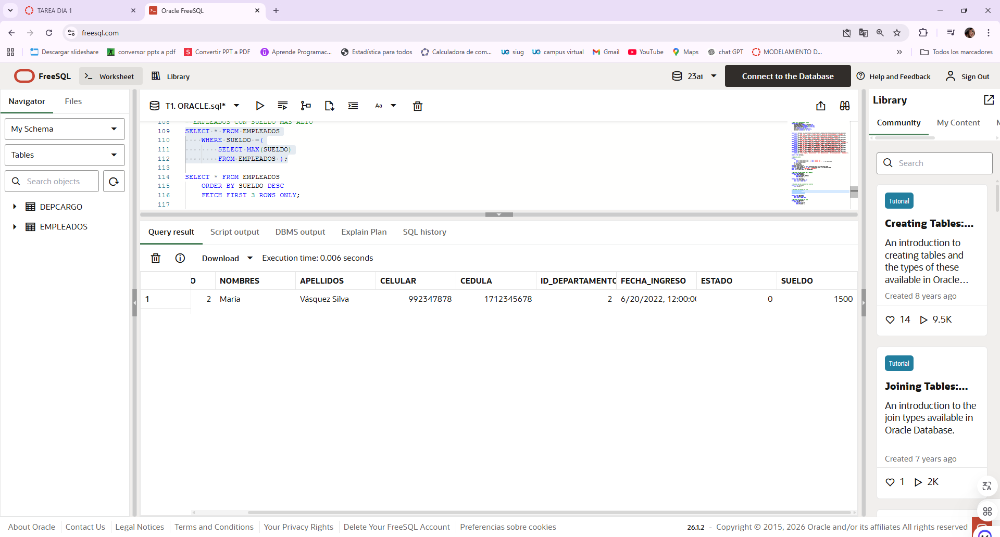 TAREA DIA 1
Oracle FreeSQL
freesql.com
Descargar slideshare
conversor pptx a pdf
Convertir PPT a PDF
Aprende Programac...
Estadística para todos
Calculadora de com...
siug
campus virtual
Gmail
YouTube
Maps
chat GPT
MODELAMIENTO D...
Todos los marcadores
FreeSQL
Worksheet
Library
23ai
Connect to the Database
Help and Feedback
Sign Out
Navigator
Files
My Schema
Tables
Search objects
DEPCARGO
EMPLEADOS
T1. ORACLE.sql*
Aa
108 --EMPLEADOS CON SUELDO MAS ALTO
109 SELECT * FROM EMPLEADOS
110 WHERE SUELDO =(
111 SELECT MAX(SUELDO)
112 FROM EMPLEADOS );
113
114 SELECT * FROM EMPLEADOS
115 ORDER BY SUELDO DESC
116 FETCH FIRST 3 ROWS ONLY;
117
Query result
Script output
DBMS output
Explain Plan
SQL history
Download
Execution time: 0.006 seconds
O NOMBRES APELLIDOS CELULAR CEDULA ID_DEPARTAMENTO FECHA_INGRESO ESTADO SUELDO
1 2 María Vásquez Silva 992347878 1712345678 2 6/20/2022, 12:00:00 0 1500
Library
Community
My Content
Search
Tutorial
Creating Tables:...
An introduction to
creating tables and
the types of these
available in Oracle...
Created 8 years ago
14 9.5K
Tutorial
Joining Tables:...
An introduction to the
join types available in
Oracle Database.
Created 7 years ago
1 2K
About Oracle
Contact Us
Legal Notices
Terms and Conditions
Your Privacy Rights
Delete Your FreeSQL Account
Preferencias sobre cookies
26.1.2 - Copyright © 2015, 2026 Oracle and/or its affiliates All rights reserved